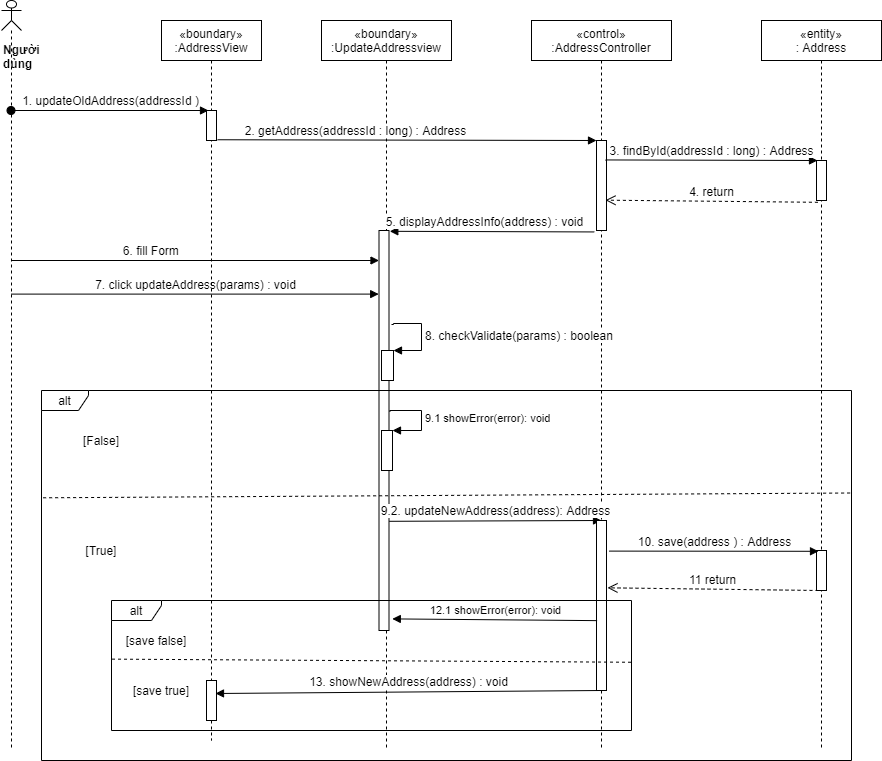 «boundary»
:AddressView
«boundary»
:UpdateAddressview
«control»
:AddressController
«entity»
: Address
Người
dùng
1. updateOldAddress(addressId )
2. getAddress(addressId : long) : Address
3. findById(addressId : long) : Address
4. return
5. displayAddressInfo(address) : void
6. fill Form
7. click updateAddress(params) : void
8. checkValidate(params) : boolean
alt
9.1 showError(error): void
[False]
9.2. updateNewAddress(address): Address
10. save(address ) : Address
[True]
11 return
alt
12.1 showError(error): void
[save false]
13. showNewAddress(address) : void
[save true]